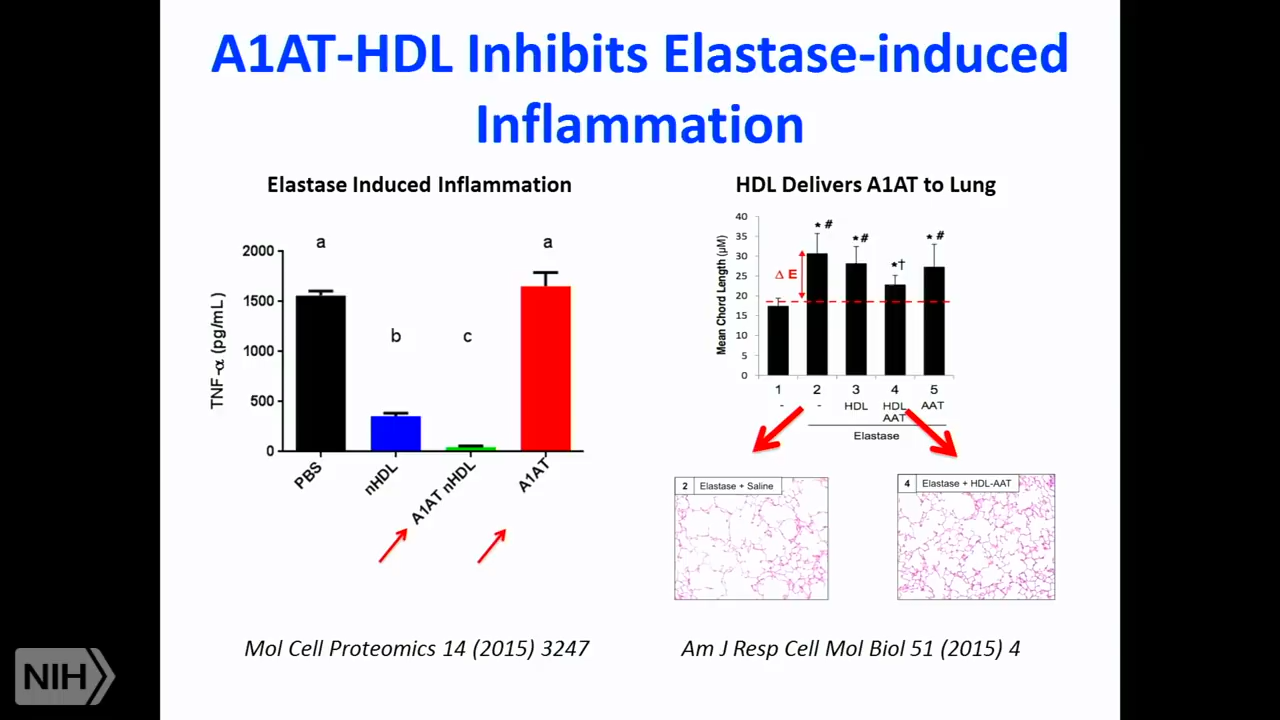 A1AT-HDL Inhibits Elastase-induced
Inflammation
Elastase Induced Inflammation
2000
1500
1000
500
0
TNF-α (pg/mL)
a
b
c
a
PBS
nHDL
A1AT nHDL
A1AT
Mol Cell Proteomics 14 (2015) 3247
HDL Delivers A1AT to Lung
40
35
30
25
20
15
10
5
0
Mean Chord Length (µM)
Δ E
*#
*#
*†
*#
1 2 3 4 5
- - HDL HDL AAT
AAT
Elastase
2 Elastase + Saline
4 Elastase + HDL-AAT
Am J Resp Cell Mol Biol 51 (2015) 4
NIH